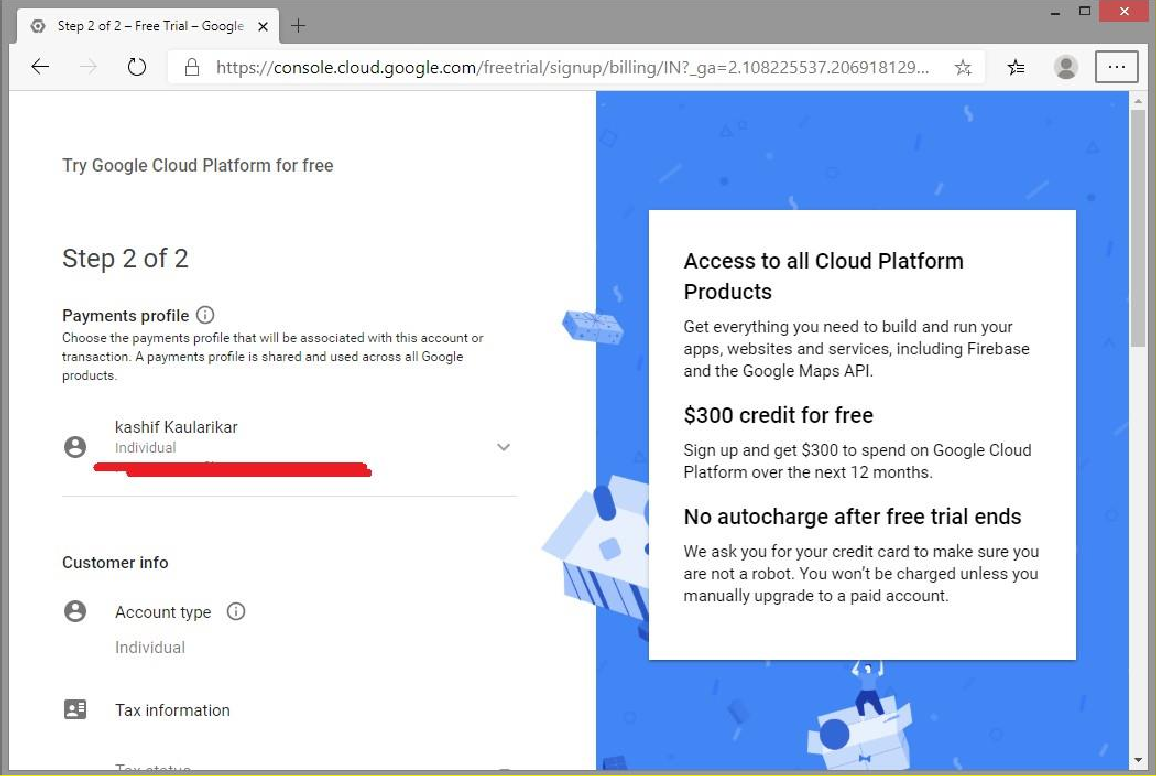 Step 2 of 2 – Free Trial – Google
https://console.cloud.google.com/freetrial/signup/billing/IN?_ga=2.108225537.206918129...
Try Google Cloud Platform for free
Step 2 of 2
Payments profile
Choose the payments profile that will be associated with this account or
transaction. A payments profile is shared and used across all Google
products.
kashif Kaularikar
Individual
Customer info
Account type
Individual
Tax information
Tax status
Access to all Cloud Platform
Products
Get everything you need to build and run your
apps, websites and services, including Firebase
and the Google Maps API.
$300 credit for free
Sign up and get $300 to spend on Google Cloud
Platform over the next 12 months.
No autocharge after free trial ends
We ask you for your credit card to make sure you
are not a robot. You won’t be charged unless you
manually upgrade to a paid account.